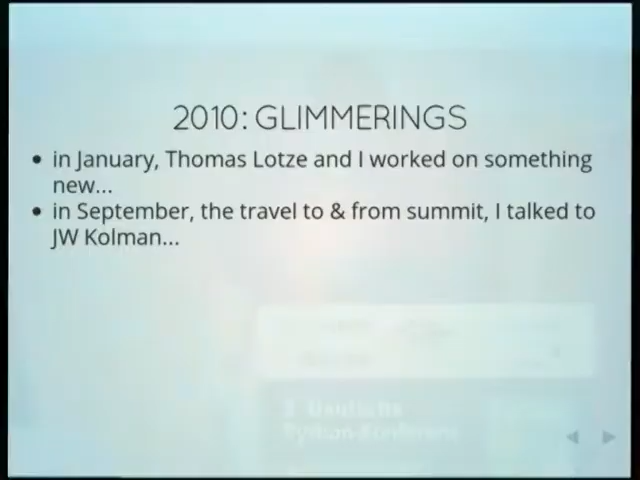 2010: GLIMMERINGS
• in January, Thomas Lotze and I worked on something
new...
• in September, the travel to & from summit, I talked to
JW Kolman...